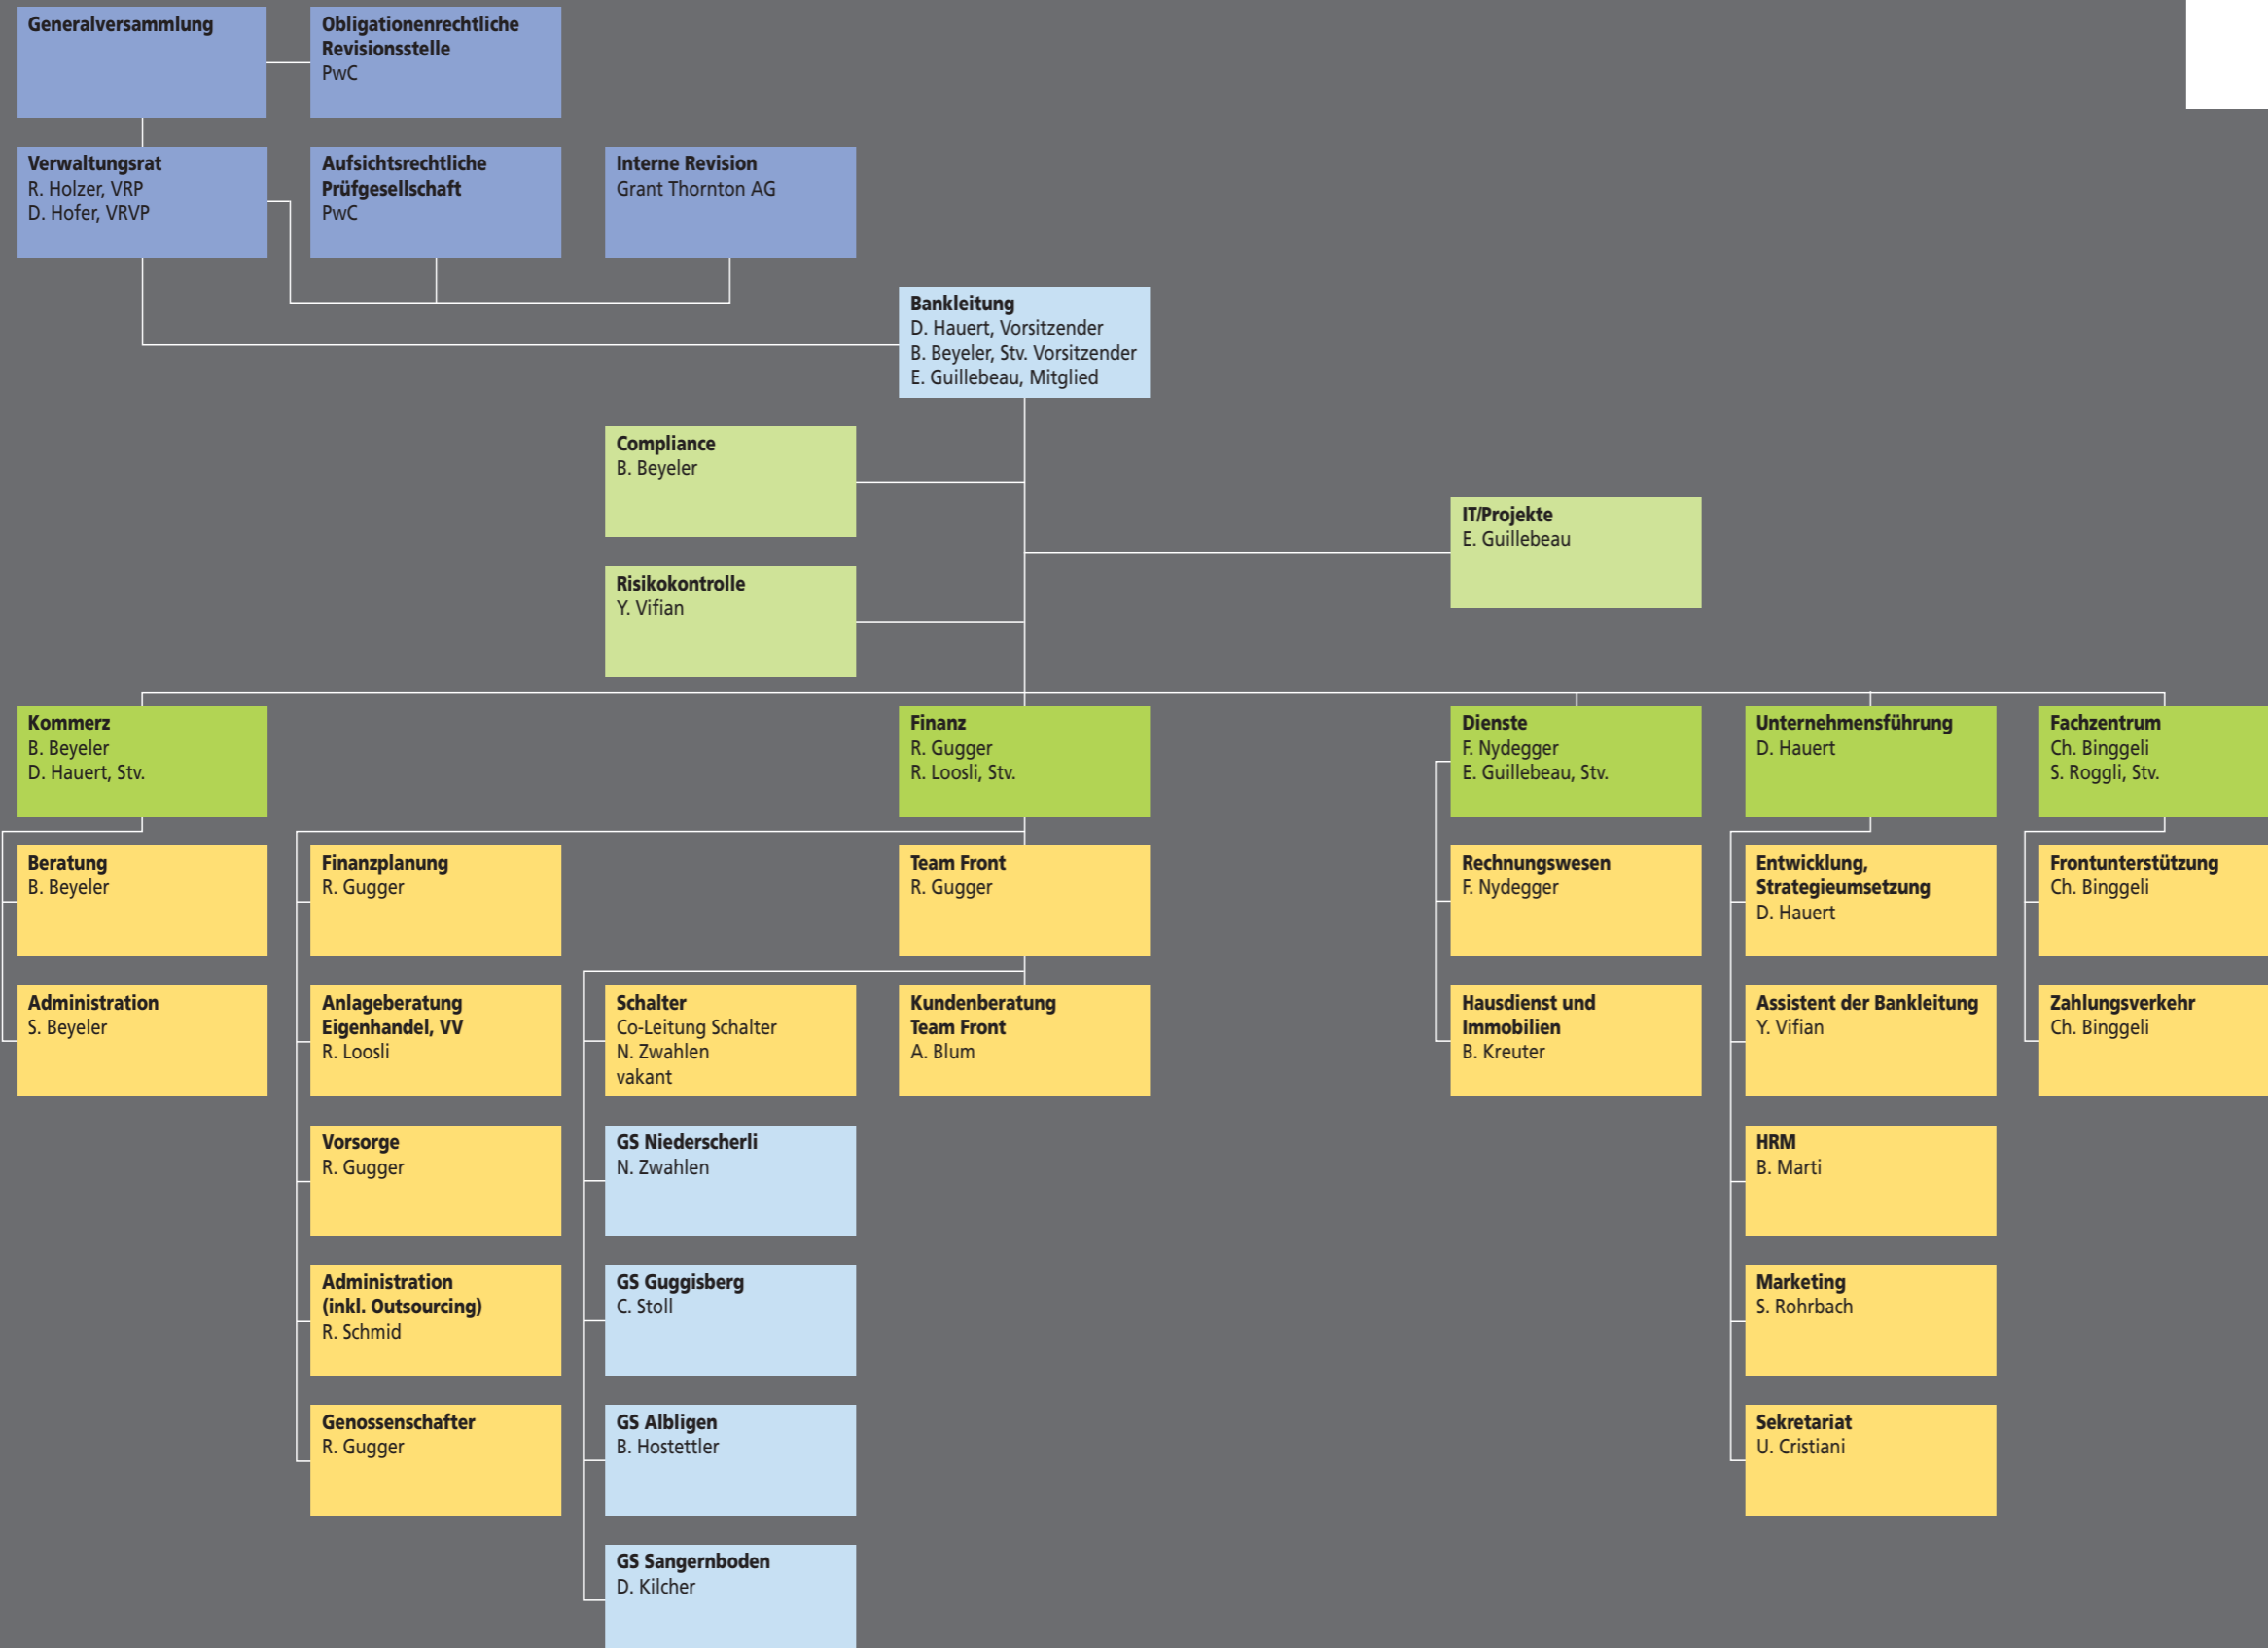 Generalversammlung
Obligationenrechtliche
Revisionsstelle
PwC
Verwaltungsrat
R. Holzer, VRP
D. Hofer, VRVP
Aufsichtsrechtliche
Prüfgesellschaft
PwC
Interne Revision
Grant Thornton AG
Bankleitung
D. Hauert, Vorsitzender
B. Beyeler, Stv. Vorsitzender
E. Guillebeau, Mitglied
Compliance
B. Beyeler
IT/Projekte
E. Guillebeau
Risikokontrolle
Y. Vifian
Kommerz
B. Beyeler
D. Hauert, Stv.
Finanz
R. Gugger
R. Loosli, Stv.
Dienste
F. Nydegger
E. Guillebeau, Stv.
Unternehmensführung
D. Hauert
Fachzentrum
Ch. Binggeli
S. Roggli, Stv.
Beratung
B. Beyeler
Finanzplanung
R. Gugger
Team Front
R. Gugger
Rechnungswesen
F. Nydegger
Entwicklung,
Strategieumsetzung
D. Hauert
Frontunterstützung
Ch. Binggeli
Administration
S. Beyeler
Anlageberatung
Eigenhandel, VV
R. Loosli
Schalter
Co-Leitung Schalter
N. Zwahlen
vakant
Kundenberatung
Team Front
A. Blum
Hausdienst und
Immobilien
B. Kreuter
Assistent der Bankleitung
Y. Vifian
Zahlungsverkehr
Ch. Binggeli
Vorsorge
R. Gugger
GS Niederscherli
N. Zwahlen
HRM
B. Marti
Administration
(inkl. Outsourcing)
R. Schmid
GS Guggisberg
C. Stoll
Marketing
S. Rohrbach
Genossenschafter
R. Gugger
GS Albligen
B. Hostettler
Sekretariat
U. Cristiani
GS Sangernboden
D. Kilcher